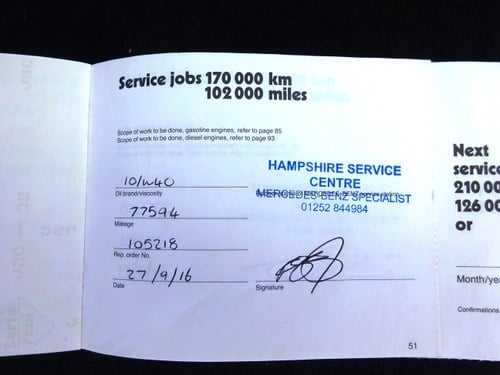 Service jobs 170 000 km
102 000 miles
Scope of work to be done, gasoline engines, refer to page 85
Scope of work to be done, diesel engines, refer to page 93
HAMPSHIRE SERVICE
CENTRE
MERCEDES-BENZ SPECIALIST
01252 844984
10/W40
Oil brand/viscosity
77594
Mileage
105218
Rep. order No.
27/9/16
Date
Signature
51
Next
service
210 00
126 00
or
Month/yea
Confirmations